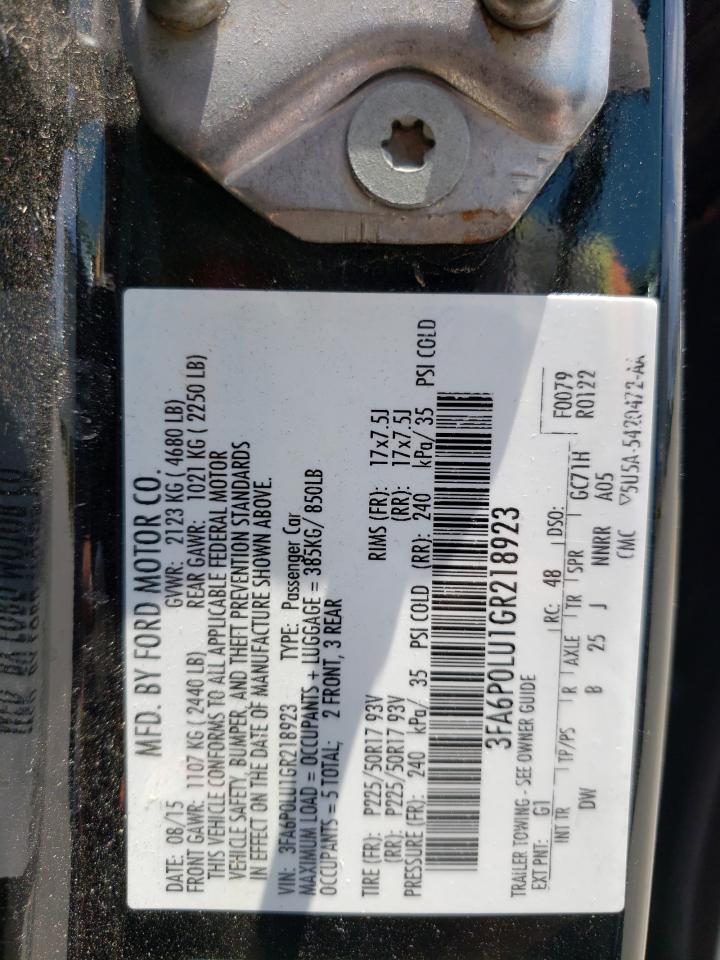 MFD. BY FORD MOTOR CO.
DATE: 08/15 GVWR: 2123 KG ( 4680 LB)
FRONT GAWR: 1107 KG ( 2440 LB) REAR GAWR: 1021 KG ( 2250 LB)
THIS VEHICLE CONFORMS TO ALL APPLICABLE FEDERAL MOTOR
VEHICLE SAFETY, BUMPER, AND THEFT PREVENTION STANDARDS
IN EFFECT ON THE DATE OF MANUFACTURE SHOWN ABOVE.
VIN: 3FA6P0LU1GR218923 TYPE: Passenger Car
MAXIMUM LOAD = OCCUPANTS + LUGGAGE = 385KG/ 850LB
OCCUPANTS = 5 TOTAL; 2 FRONT, 3 REAR
TIRE (FR): P225/50R17 93V RIMS (FR): 17x7.5J
(RR): P225/50R17 93V (RR): 17x7.5J
PRESSURE (FR): 240 kPa/ 35 PSI COLD (RR): 240 kPa/ 35 PSI COLD
3FA6P0LU1GR218923
TRAILER TOWING - SEE OWNER GUIDE
EXT PNT: G1 RC: 48 DSO: F0079
R0122
INT TR TP/PS R AXLE TR SPR GC71H
DW B 25 J NNRR A05
CMC ▽5U5A-5420472-AA